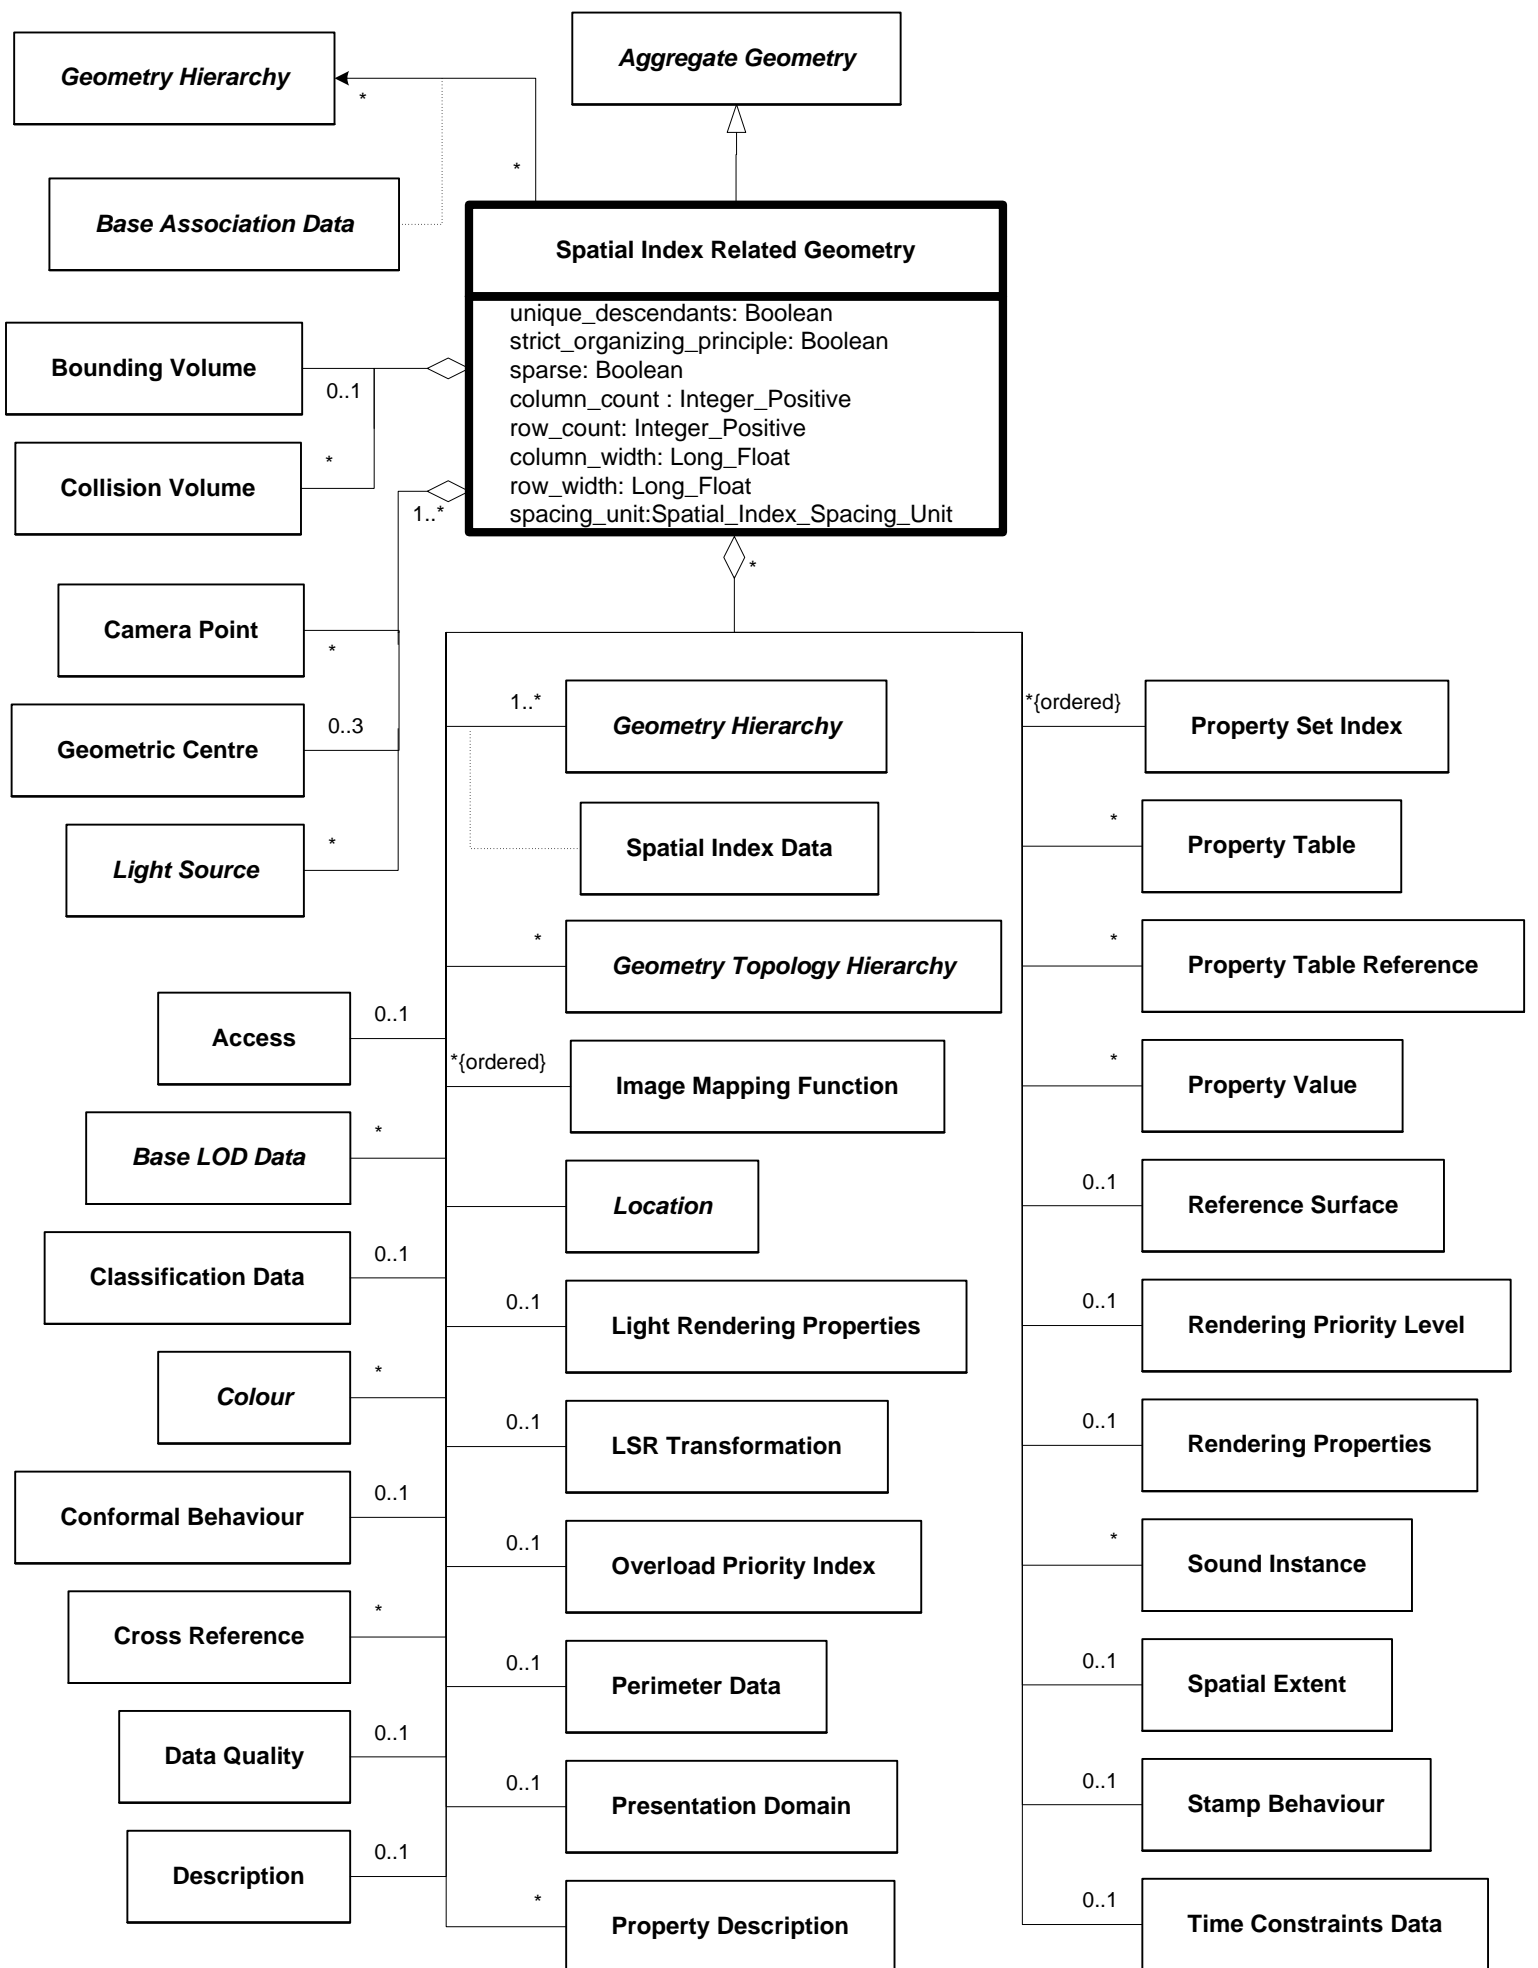 Geometry Hierarchy
*
*
Aggregate Geometry
Base Association Data
Spatial Index Related Geometry
unique_descendants: Boolean
strict_organizing_principle: Boolean
sparse: Boolean
column_count : Integer_Positive
row_count: Integer_Positive
column_width: Long_Float
row_width: Long_Float
spacing_unit:Spatial_Index_Spacing_Unit
Bounding Volume
0..1
Collision Volume
*
1..*
*
Camera Point
*
Geometric Centre
0..3
Light Source
*
Access
0..1
Base LOD Data
*
Classification Data
0..1
Colour
*
Conformal Behaviour
0..1
Cross Reference
*
Data Quality
0..1
Description
0..1
1..*
Geometry Hierarchy
Spatial Index Data
*
Geometry Topology Hierarchy
*{ordered}
Image Mapping Function
Location
0..1
Light Rendering Properties
0..1
LSR Transformation
0..1
Overload Priority Index
0..1
Perimeter Data
0..1
Presentation Domain
*
Property Description
*{ordered}
Property Set Index
*
Property Table
*
Property Table Reference
*
Property Value
0..1
Reference Surface
0..1
Rendering Priority Level
0..1
Rendering Properties
*
Sound Instance
0..1
Spatial Extent
0..1
Stamp Behaviour
0..1
Time Constraints Data